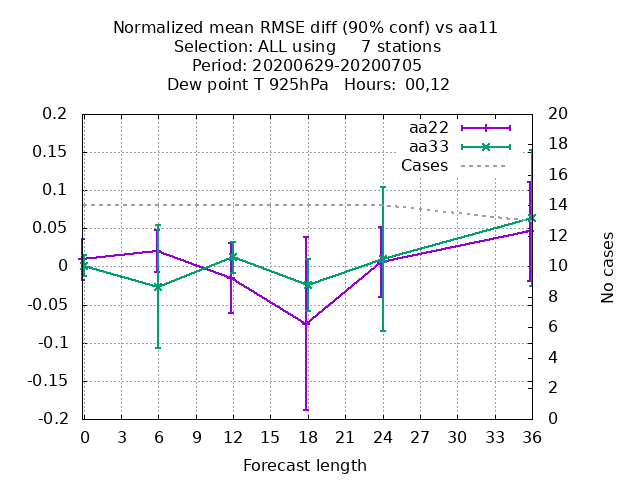 Normalized mean RMSE diff (90% conf) vs aa11
Selection: ALL using     7 stations
Period: 20200629-20200705
Dew point T 925hPa   Hours: 00,12
aa22
aa33
Cases
0.2
0.15
0.1
0.05
0
-0.05
-0.1
-0.15
-0.2
20
18
16
14
12
10
8
6
4
2
0
No cases
0 3 6 9 12 15 18 21 24 27 30 33 36
Forecast length